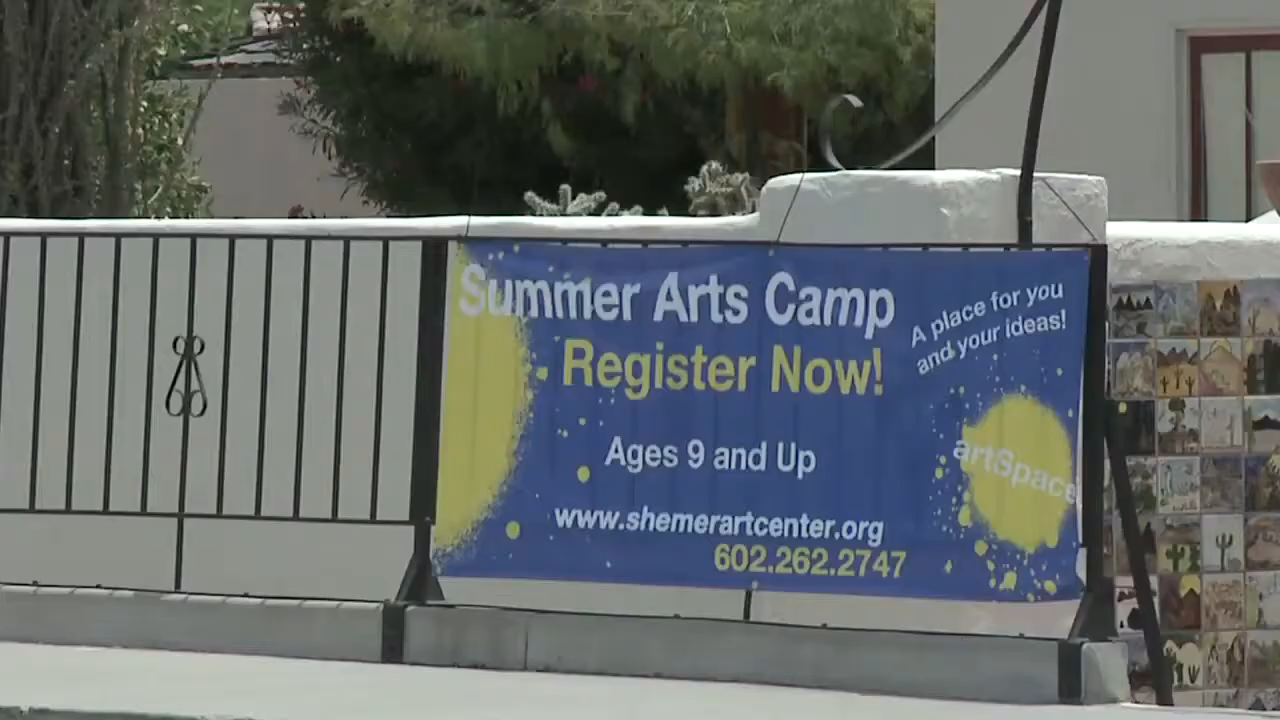 Summer Arts Camp
Register Now!
A place for you
and your ideas!
Ages 9 and Up
artSpace
www.shemerartcenter.org
602.262.2747